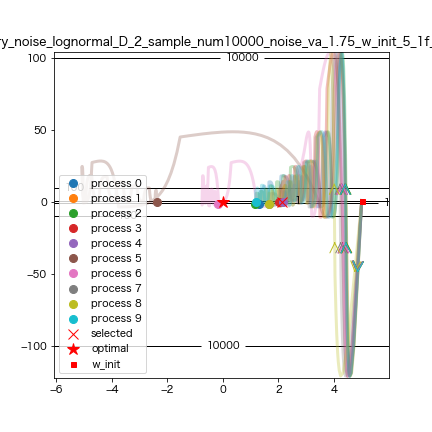 ry_noise_lognormal_D_2_sample_num10000_noise_va_1.75_w_init_5_1f_
100
50
0
−50
−100
10000
1
1
10000
process 0
process 1
process 2
process 3
process 4
process 5
process 6
process 7
process 8
process 9
selected
optimal
w_init
−6
−4
−2
0
2
4